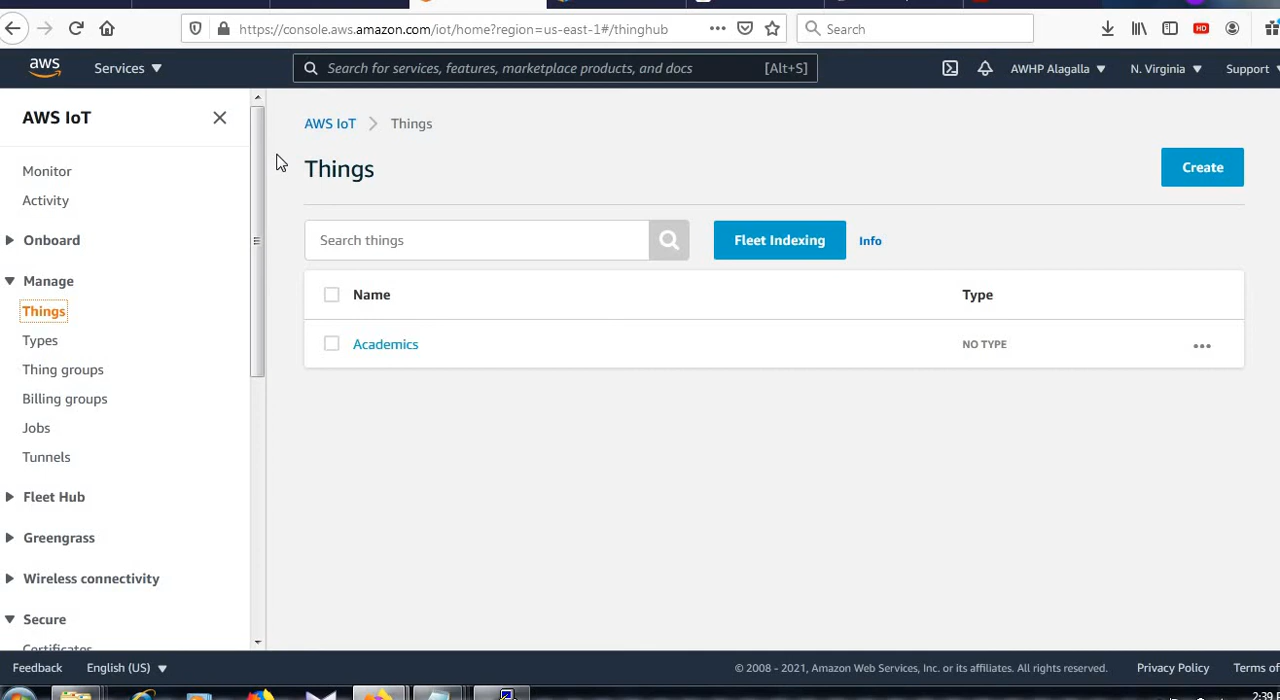 https://console.aws.amazon.com/iot/home?region=us-east-1#/thinghub
Search
HD
aws
Services
Search for services, features, marketplace products, and docs
[Alt+S]
AWHP Alagalla
N. Virginia
Support
AWS IoT
Monitor
Activity
Onboard
Manage
Things
Types
Thing groups
Billing groups
Jobs
Tunnels
Fleet Hub
Greengrass
Wireless connectivity
Secure
Certificates
AWS IoT
Things
Things
Create
Search things
Fleet Indexing
Info
Name
Type
Academics
NO TYPE
Feedback
English (US)
© 2008 - 2021, Amazon Web Services, Inc. or its affiliates. All rights reserved.
Privacy Policy
Terms of
2:39